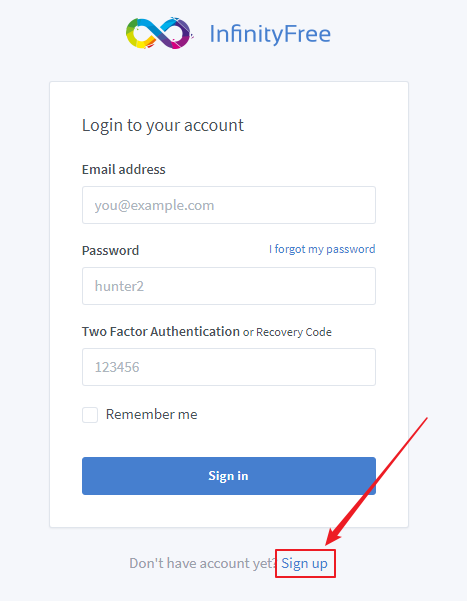 InfinityFree
Login to your account
Email address
you@example.com
Password I forgot my password
hunter2
Two Factor Authentication or Recovery Code
123456
Remember me
Sign in
Don't have account yet? Sign up